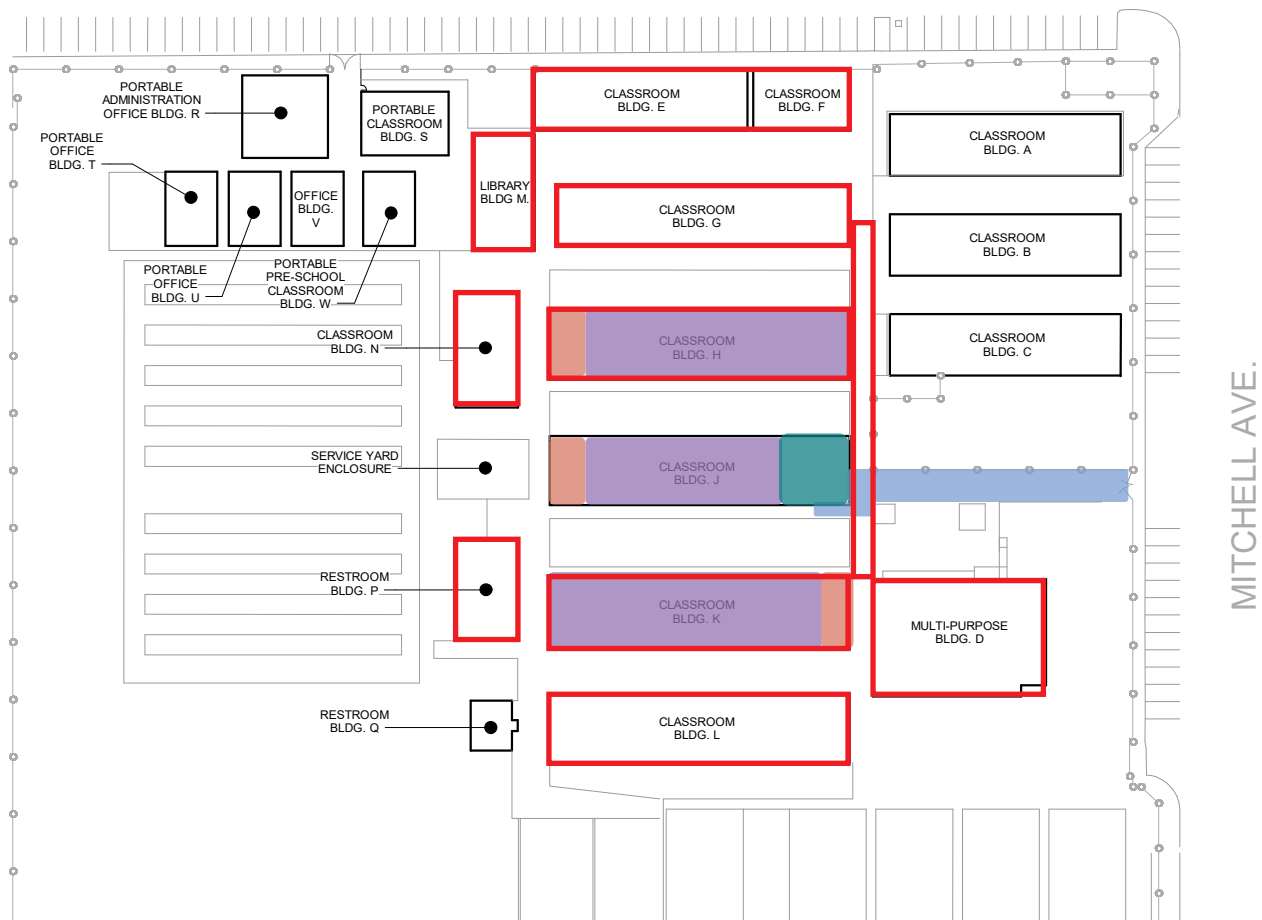 PORTABLE
ADMINISTRATION
OFFICE BLDG. R
PORTABLE
CLASSROOM
BLDG. S
CLASSROOM
BLDG. E
CLASSROOM
BLDG. F
CLASSROOM
BLDG. A
PORTABLE
OFFICE
BLDG. T
OFFICE
BLDG.
V
LIBRARY
BLDG M.
CLASSROOM
BLDG. G
CLASSROOM
BLDG. B
PORTABLE
OFFICE
BLDG. U
PORTABLE
PRE-SCHOOL
CLASSROOM
BLDG. W
CLASSROOM
BLDG. N
CLASSROOM
BLDG. H
CLASSROOM
BLDG. C
SERVICE YARD
ENCLOSURE
CLASSROOM
BLDG. J
MITCHELL AVE.
RESTROOM
BLDG. P
CLASSROOM
BLDG. K
MULTI-PURPOSE
BLDG. D
RESTROOM
BLDG. Q
CLASSROOM
BLDG. L